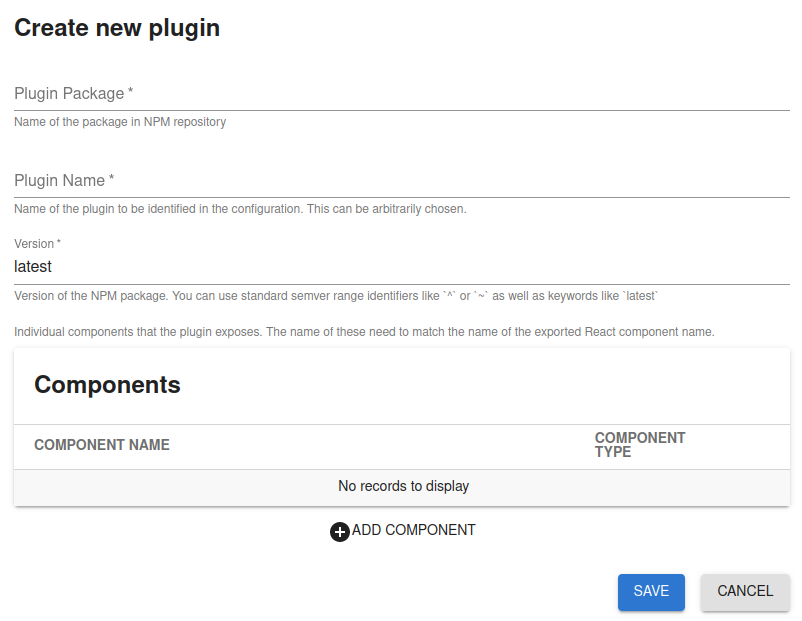 Create new plugin
Plugin Package *
Name of the package in NPM repository
Plugin Name *
Name of the plugin to be identified in the configuration. This can be arbitrarily chosen.
Version *
latest
Version of the NPM package. You can use standard semver range identifiers like `^` or `~` as well as keywords like `latest`
Individual components that the plugin exposes. The name of these need to match the name of the exported React component name.
Components
COMPONENT NAME
COMPONENT
TYPE
No records to display
ADD COMPONENT
SAVE
CANCEL